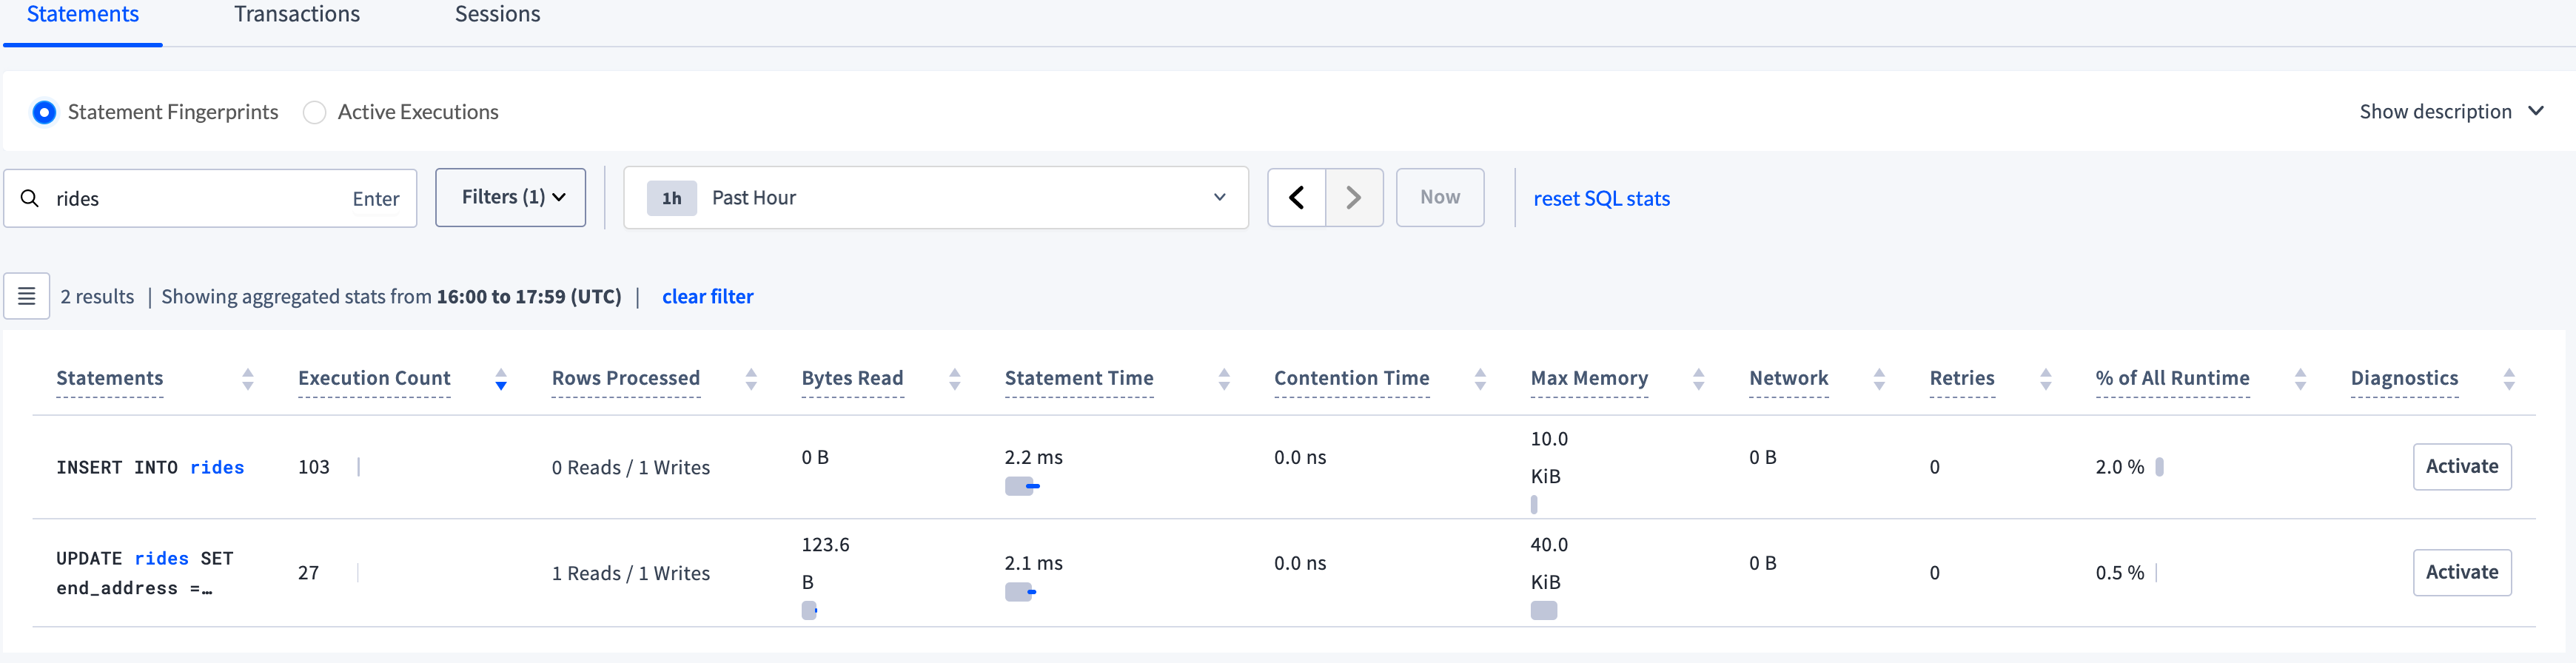 Statements Transactions Sessions
Statement Fingerprints Active Executions Show description
rides Enter Filters (1) 1h Past Hour Now reset SQL stats
2 results | Showing aggregated stats from 16:00 to 17:59 (UTC) | clear filter
Statements Execution Count Rows Processed Bytes Read Statement Time Contention Time Max Memory Network Retries % of All Runtime Diagnostics
INSERT INTO rides 103 0 Reads / 1 Writes 0 B 2.2 ms 0.0 ns 10.0 KiB 0 B 0 2.0 % Activate
UPDATE rides SET end_address =… 27 1 Reads / 1 Writes 123.6 B 2.1 ms 0.0 ns 40.0 KiB 0 B 0 0.5 % Activate